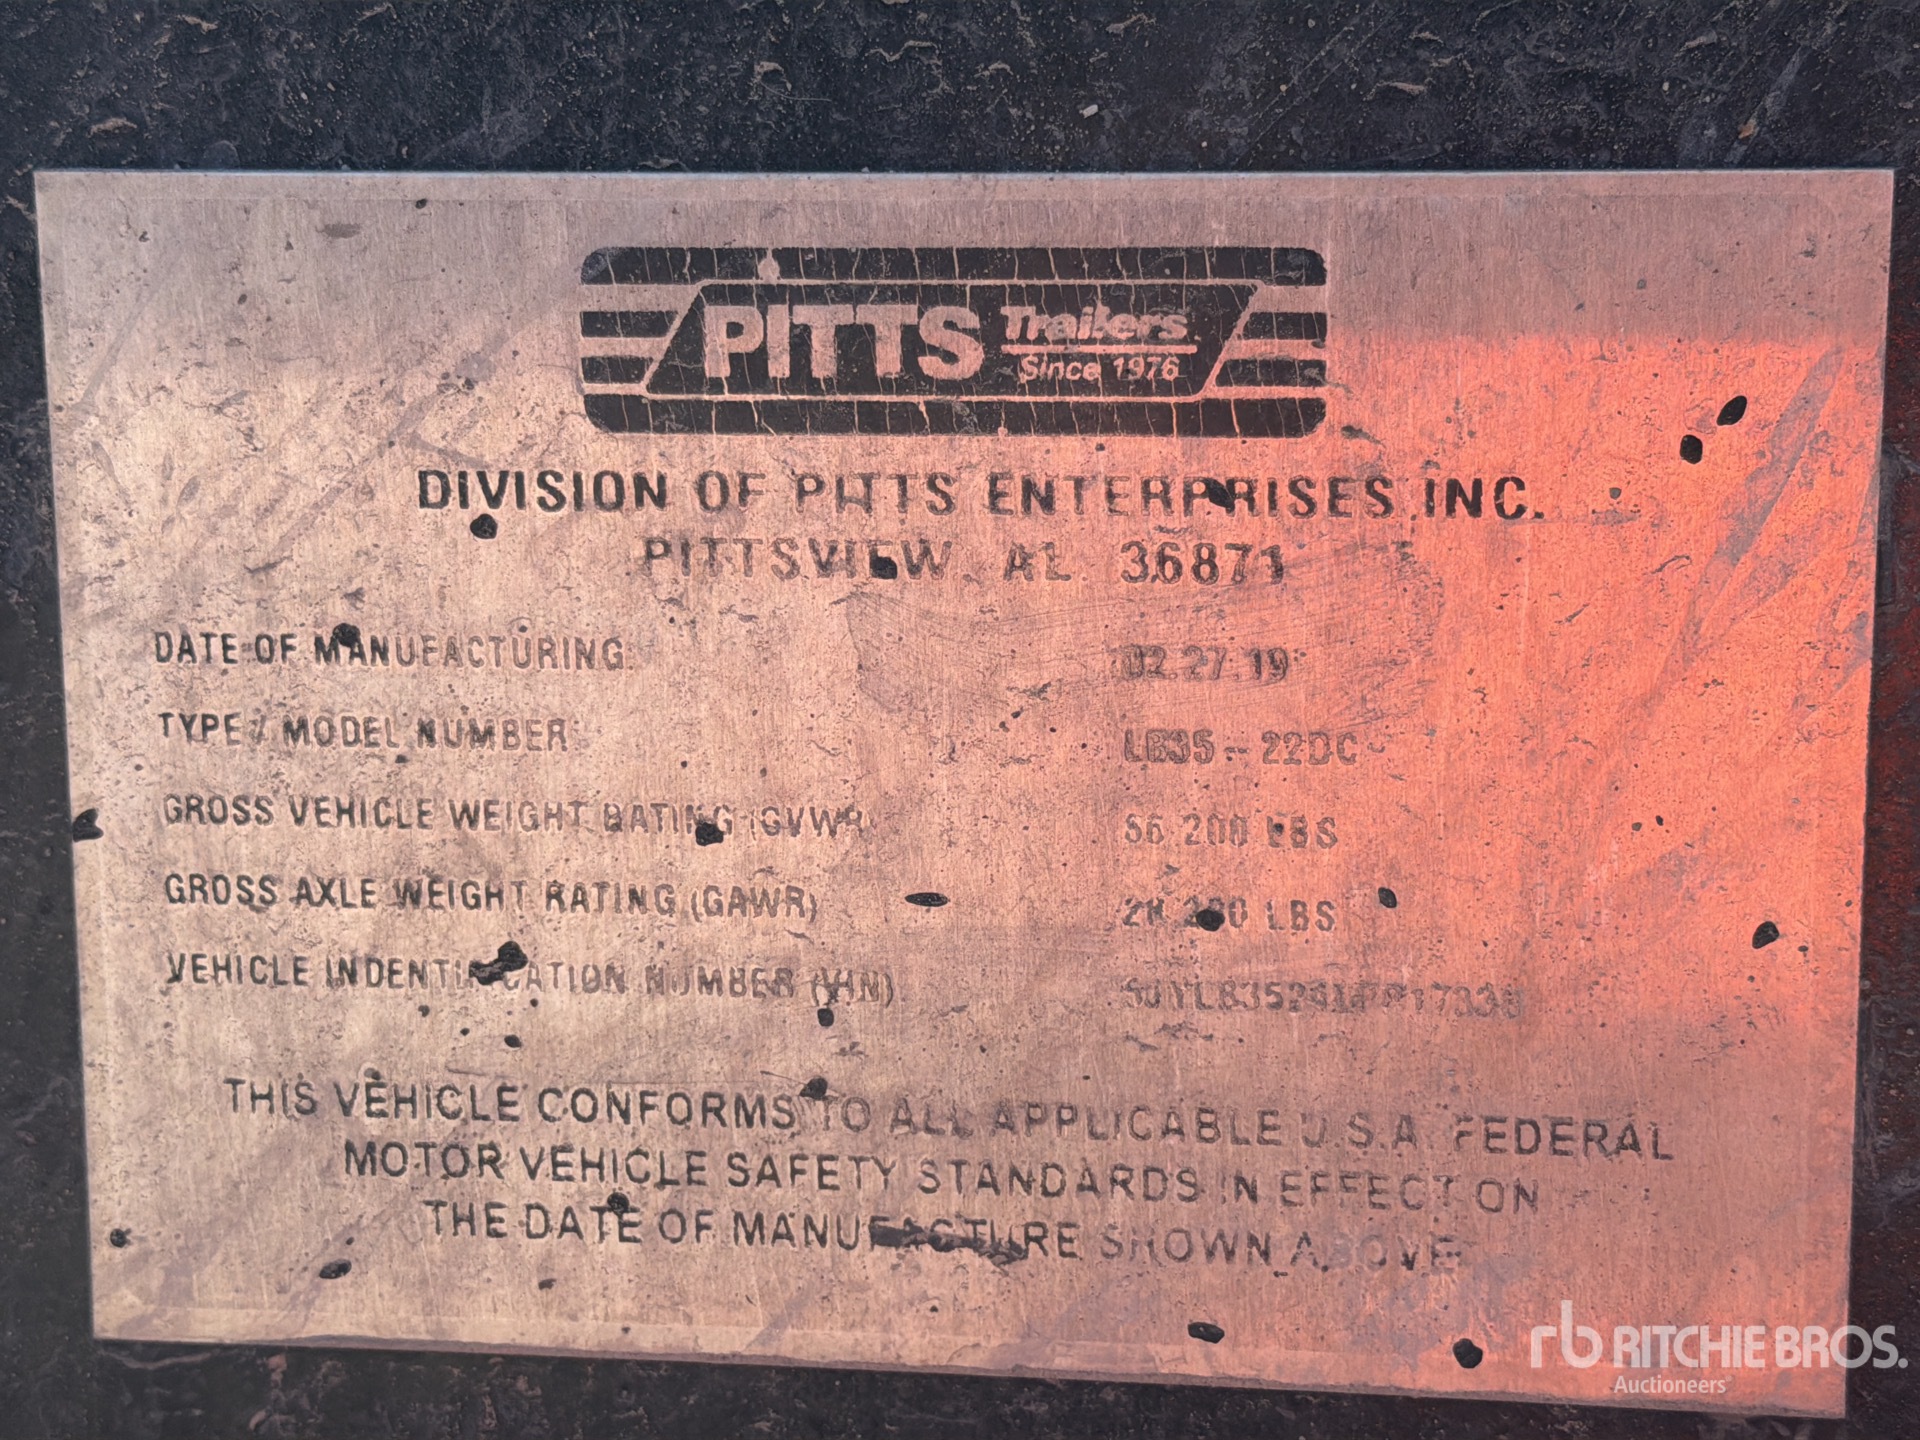 PITTS Trailers
Since 1976
DIVISION OF PITTS ENTERPRISES, INC.
PITTSVIEW, AL 36871
DATE OF MANUFACTURING: 02.27.19
TYPE / MODEL NUMBER: LB35-22DC
GROSS VEHICLE WEIGHT RATING (GVWR) LBS
GROSS AXLE WEIGHT RATING (GAWR) LBS
VEHICLE INDENTIFICATION NUMBER (VIN)
THIS VEHICLE CONFORMS TO ALL APPLICABLE U.S.A. FEDERAL
MOTOR VEHICLE SAFETY STANDARDS IN EFFECT ON
THE DATE OF MANUFACTURE SHOWN ABOVE
rb RITCHIE BROS.
Auctioneers